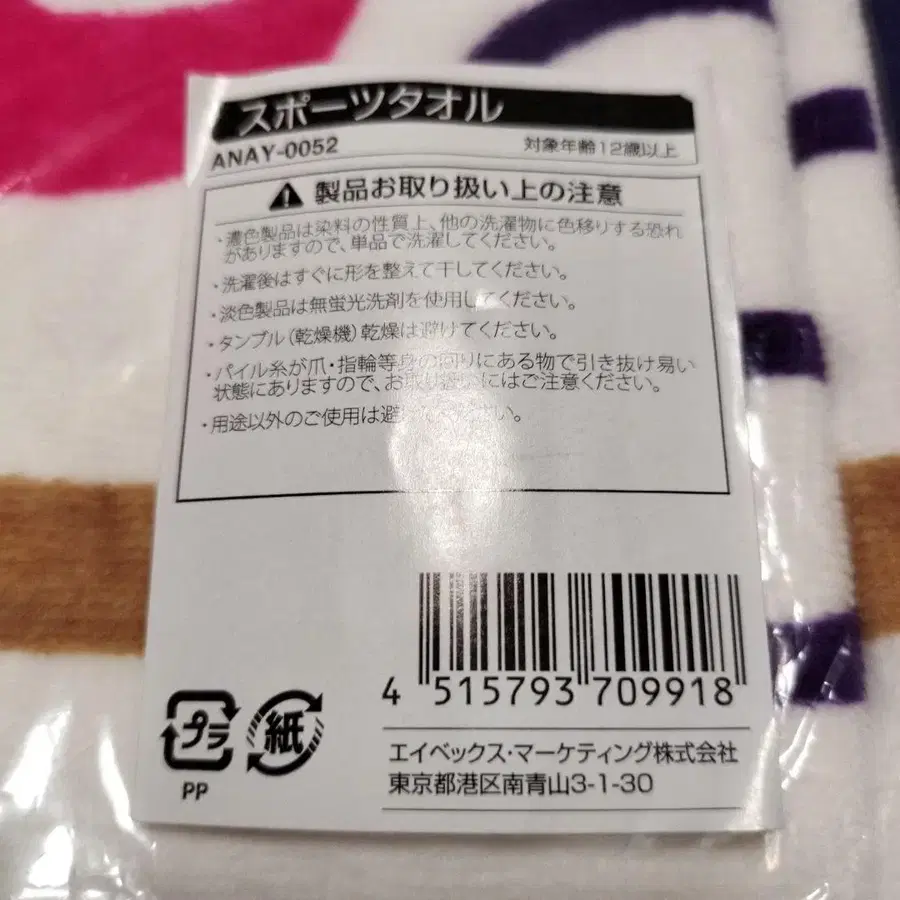 スポーツタオル
ANAY-0052 対象年齢12歳以上
製品お取り扱い上の注意
・濃色製品は染料の性質上、他の洗濯物に色移りする恐れ
がありますので、単品で洗濯してください。
・洗濯後はすぐに形を整えて干してください。
・淡色製品は無蛍光洗剤を使用してください。
・タンブル(乾燥機)乾燥は避けてください。
・パイル糸が爪・指輪等身の回りにある物で引き抜け易い
状態にありますので、お取り扱いにはご注意ください。
・用途以外のご使用は避けてください。
4 515793 709918
プラ 紙
PP
エイベックス・マーケティング株式会社
東京都港区南青山3-1-30